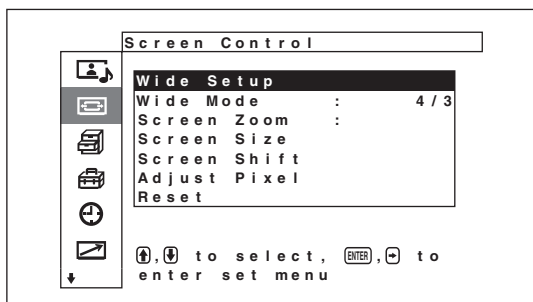 Screen Control
Wide Setup
Wide Mode : 4/3
Screen Zoom :
Screen Size
Screen Shift
Adjust Pixel
Reset
↑,↓ to select, ENTER,→ to
enter set menu